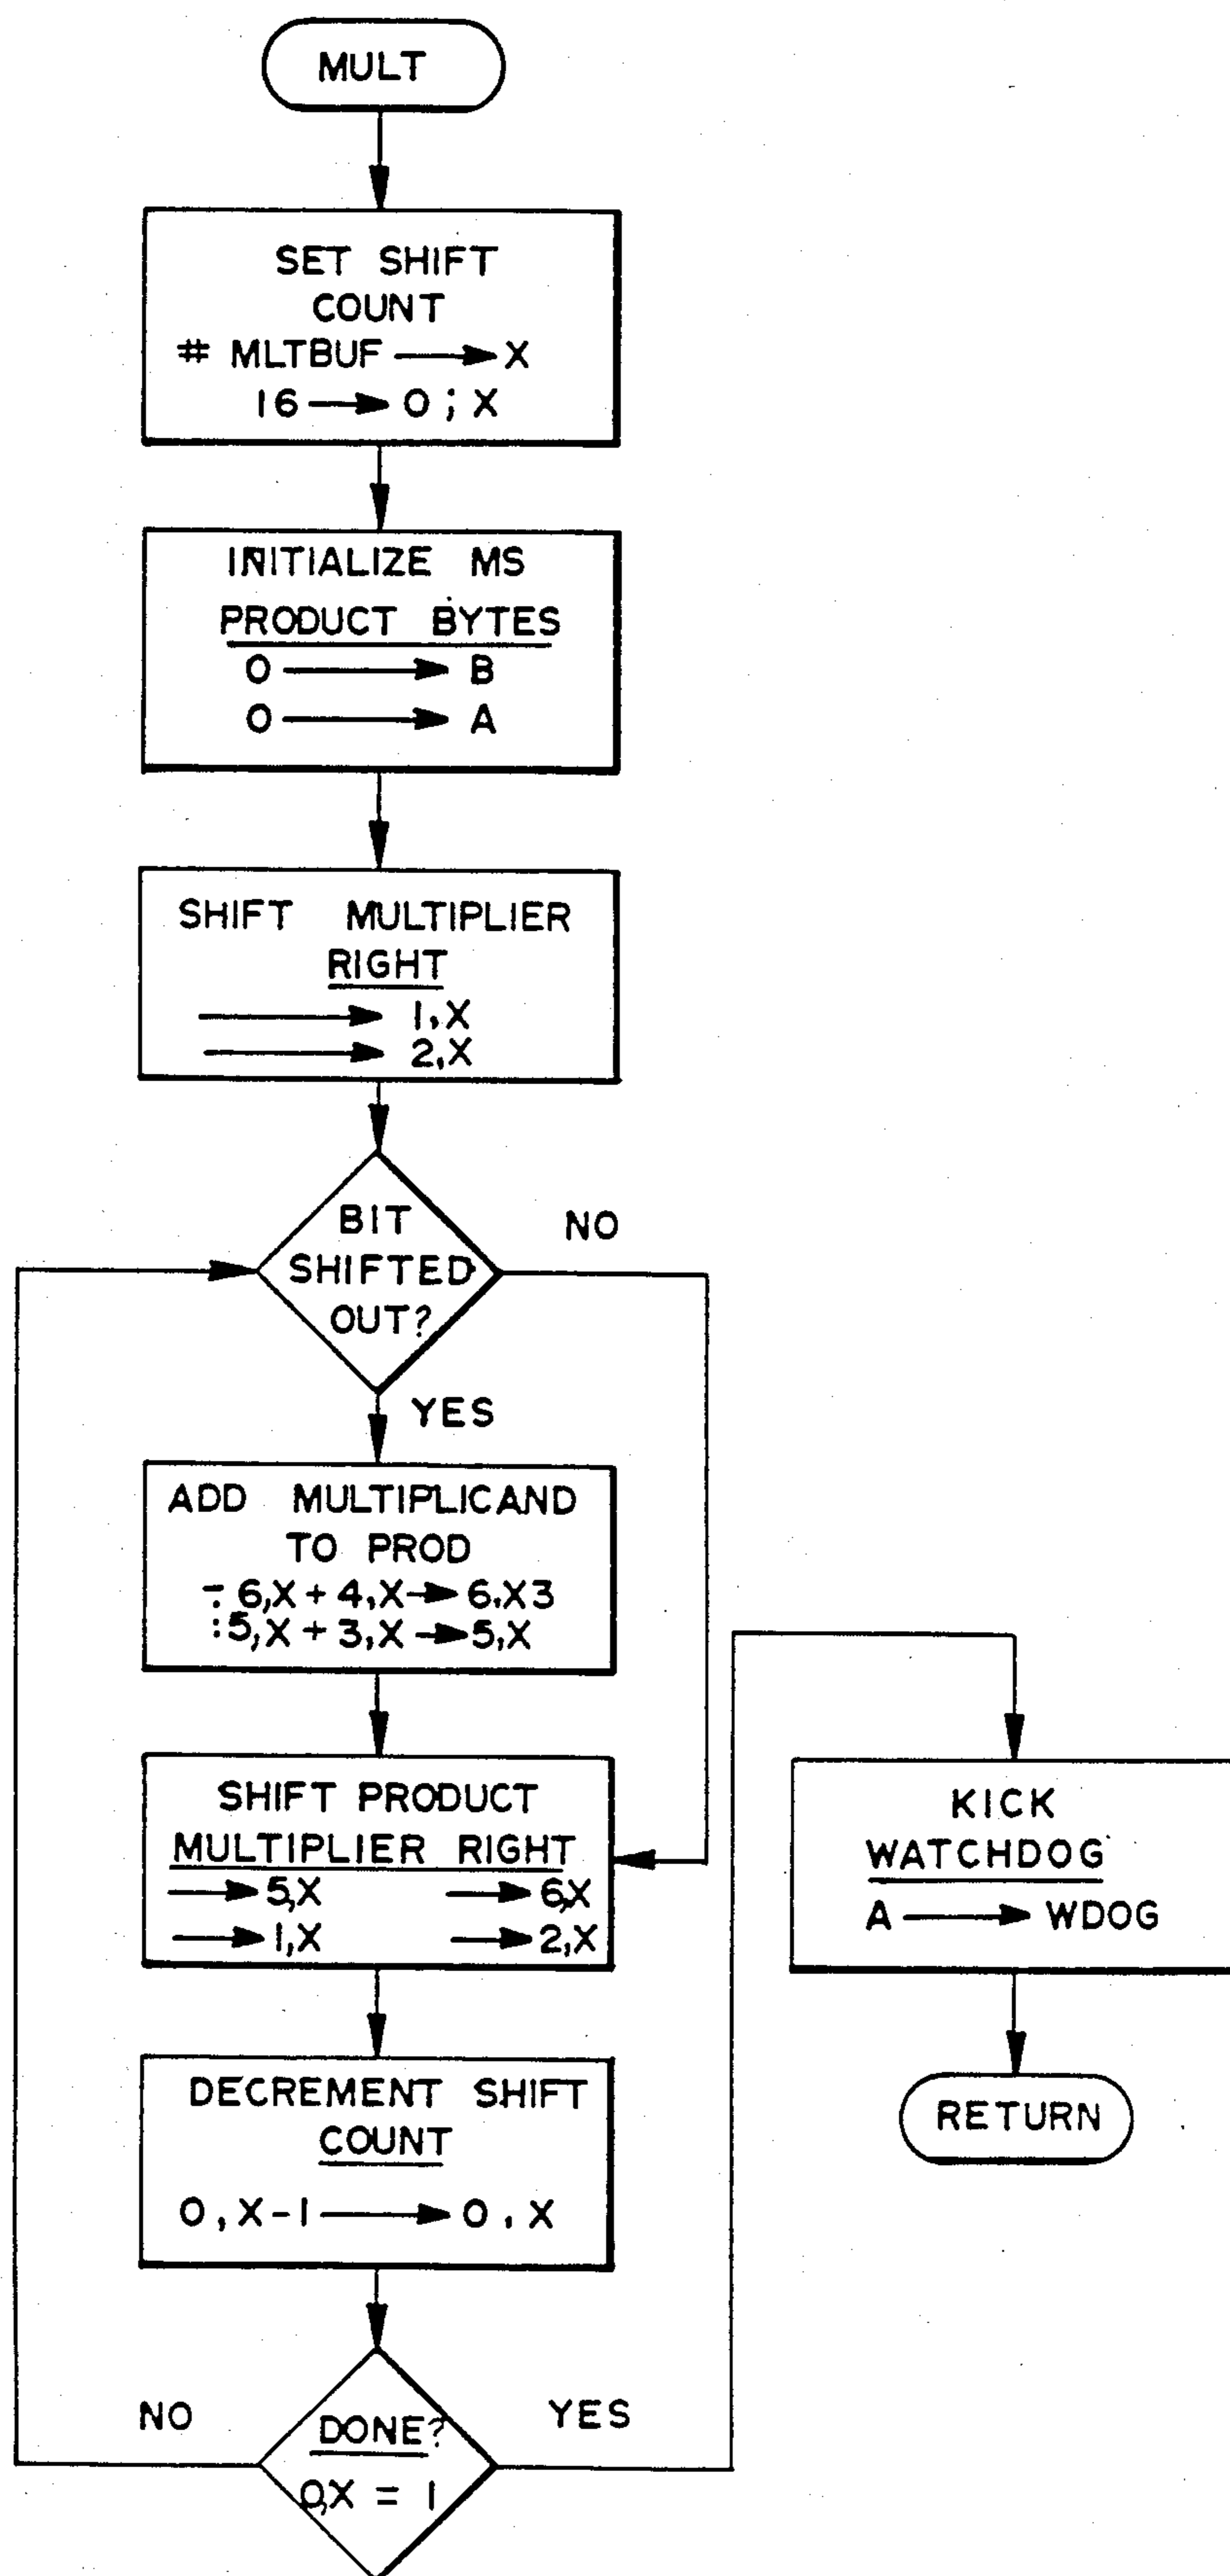 MULT
SET SHIFT
COUNT
# MLTBUF → X
16 → 0 ; X
INITIALIZE MS
PRODUCT BYTES
0 → B
0 → A
SHIFT MULTIPLIER
RIGHT
→ 1,X
→ 2,X
BIT
SHIFTED
OUT?
NO
YES
ADD MULTIPLICAND
TO PROD
6,X + 4,X → 6.X3
:5,X + 3,X → 5,X
SHIFT PRODUCT
MULTIPLIER RIGHT
→ 5,X → 6,X
→ 1,X → 2,X
DECREMENT SHIFT
COUNT
0 , X - 1 → 0 . X
DONE?
0,X = 1
NO
YES
KICK
WATCHDOG
A → WDOG
RETURN